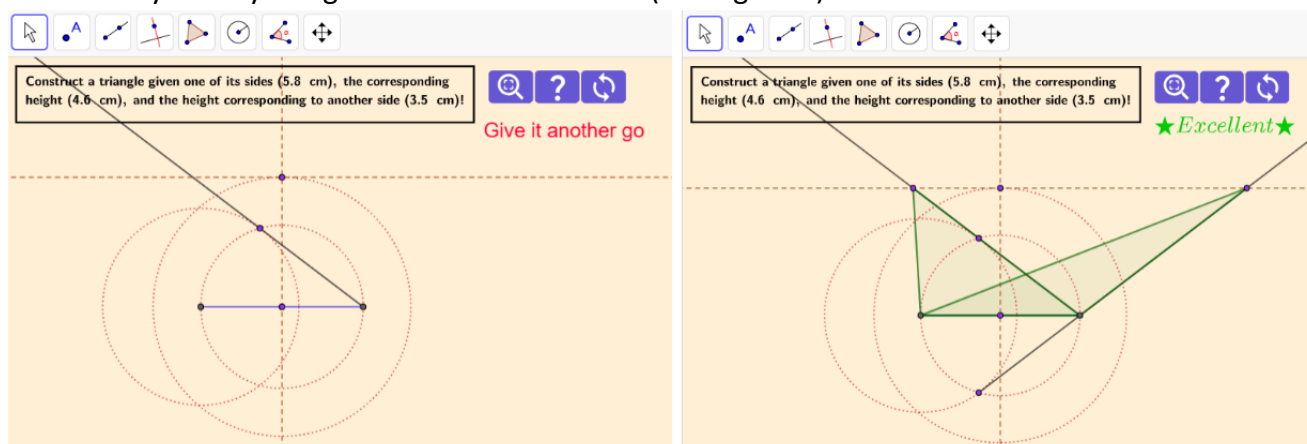 A
Construct a triangle given one of its sides (5.8 cm), the corresponding
height (4.6 cm), and the height corresponding to another side (3.5 cm)!
?
Give it another go
A
Construct a triangle given one of its sides (5.8 cm), the corresponding
height (4.6 cm), and the height corresponding to another side (3.5 cm)!
?
★Excellent★